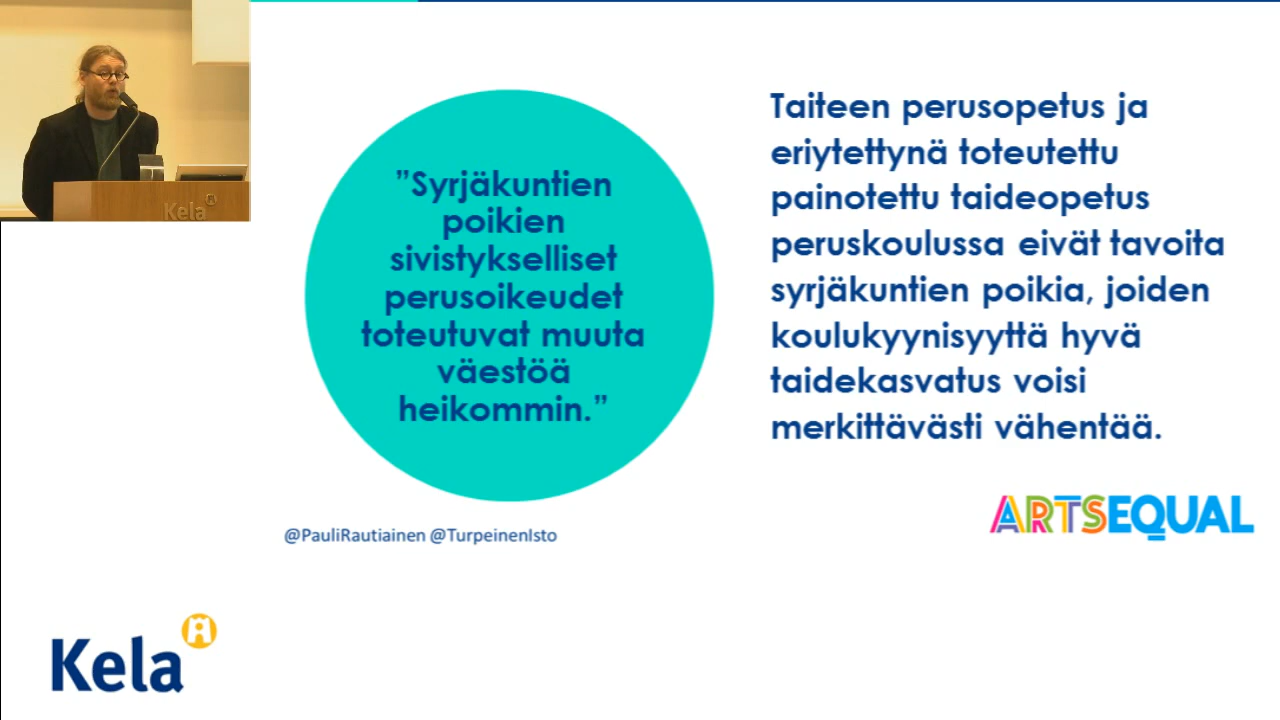 Kela
”Syrjäkuntien
poikien
sivistykselliset
perusoikeudet
toteutuvat muuta
väestöä
heikommin.”
Taiteen perusopetus ja
eriytettynä toteutettu
painotettu taideopetus
peruskoulussa eivät tavoita
syrjäkuntien poikia, joiden
koulukyynisyyttä hyvä
taidekasvatus voisi
merkittävästi vähentää.
ARTSEQUAL
@PauliRautiainen @TurpeinenIsto
Kela